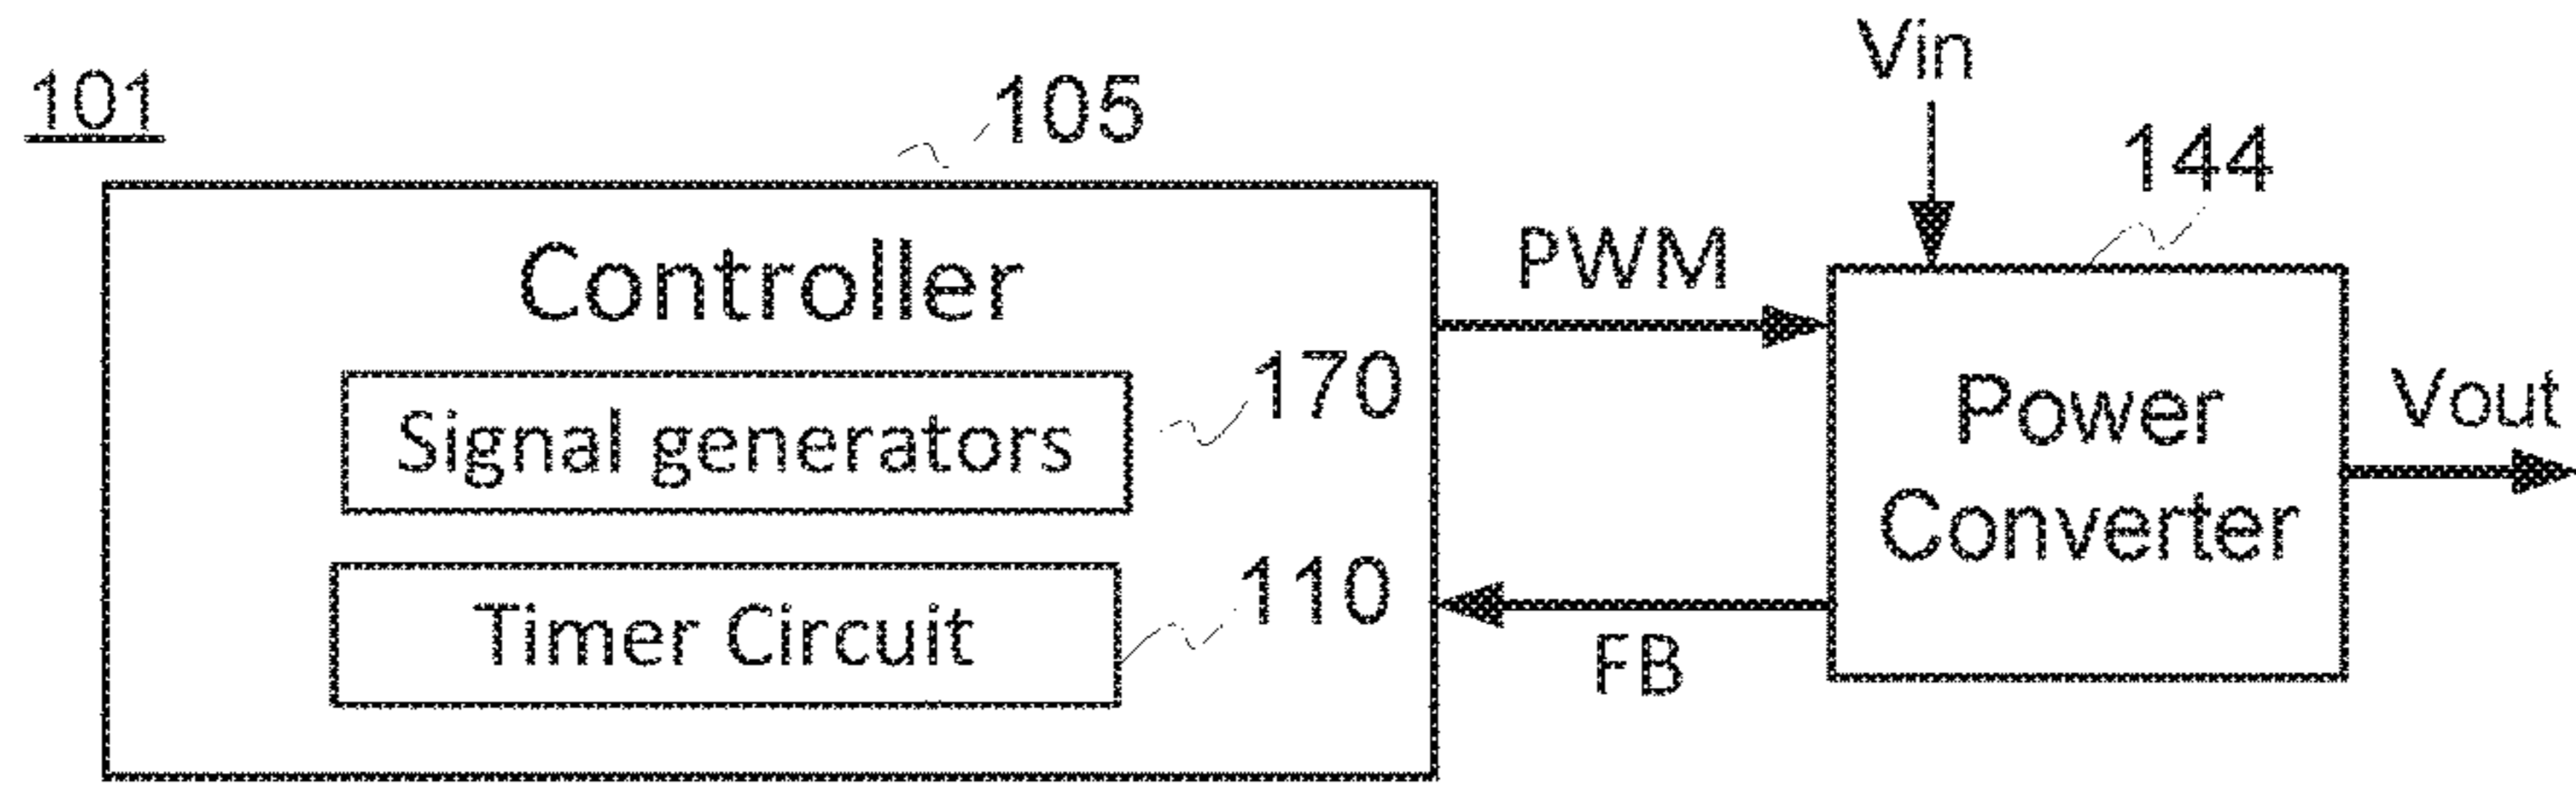 101
105
Vin
144
Controller
PWM
Signal generators
170
Power
Converter
Vout
Timer Circuit
110
FB